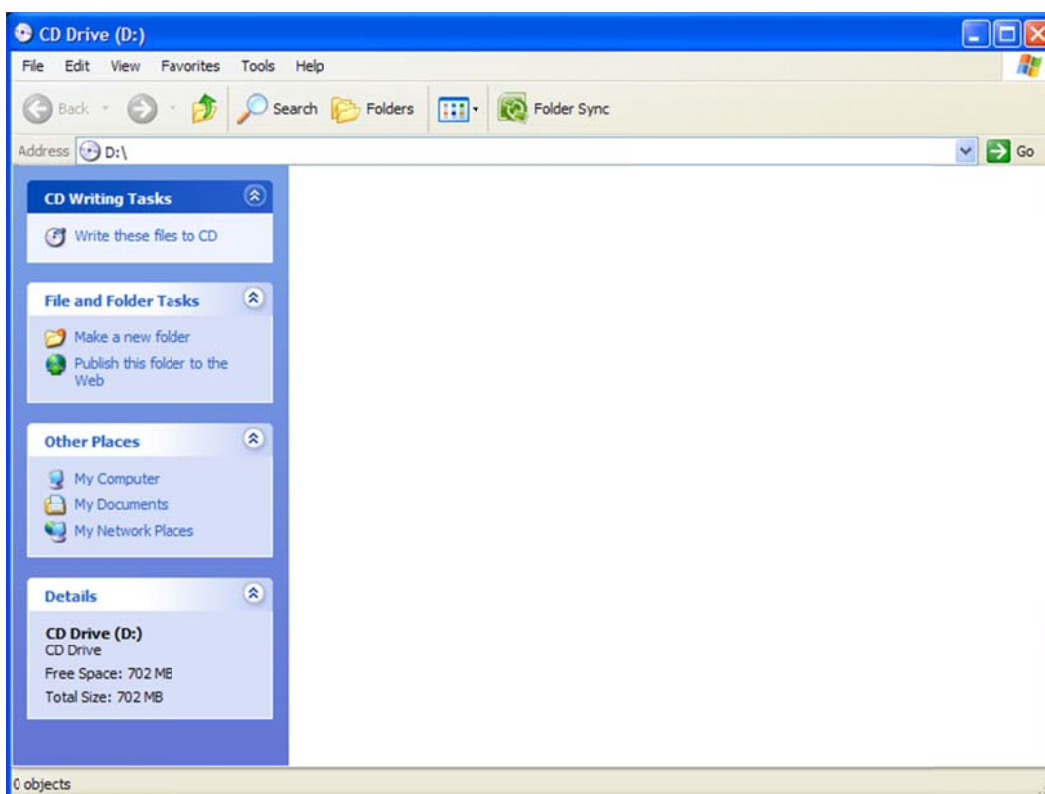 CD Drive (D:)
File Edit View Favorites Tools Help
Back Search Folders Folder Sync
Address D:\ Go
CD Writing Tasks
Write these files to CD
File and Folder Tasks
Make a new folder
Publish this folder to the
Web
Other Places
My Computer
My Documents
My Network Places
Details
CD Drive (D:)
CD Drive
Free Space: 702 MB
Total Size: 702 MB
0 objects